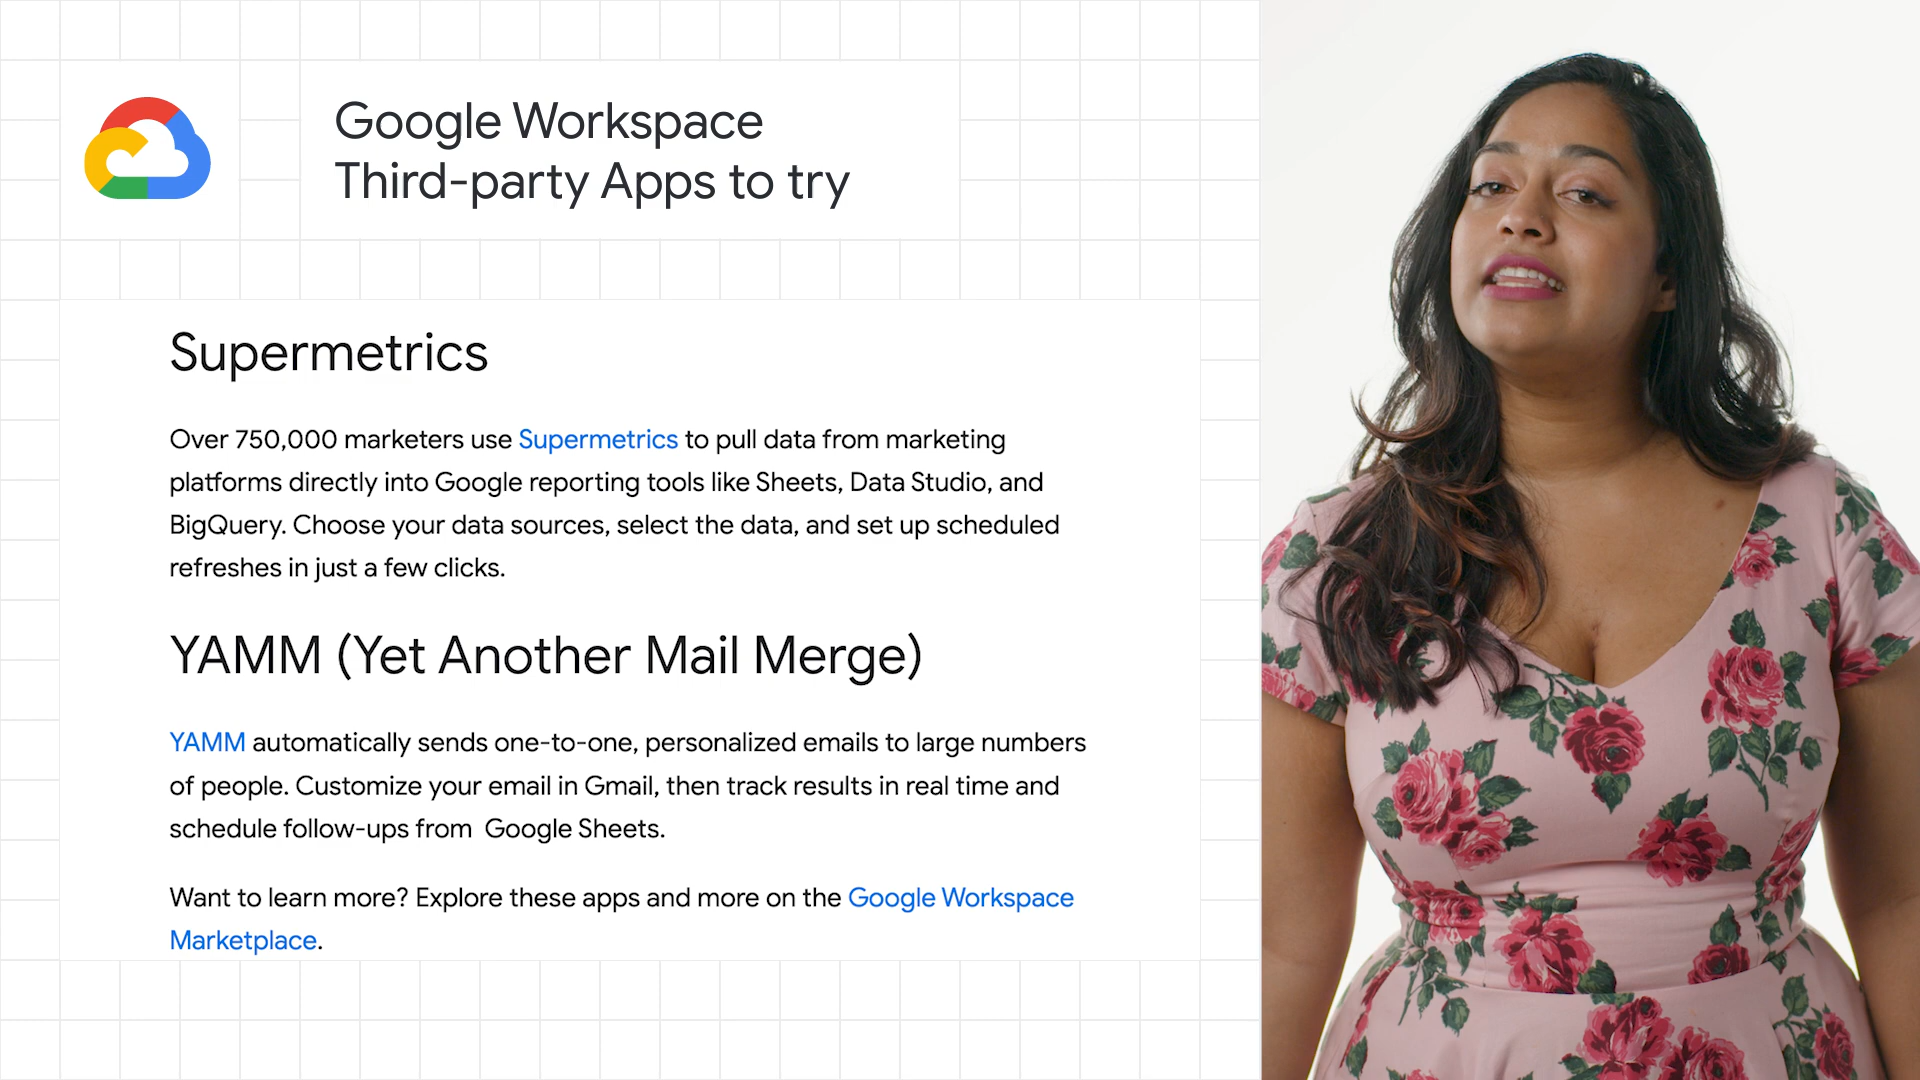 Google Workspace
Third-party Apps to try
Supermetrics
Over 750,000 marketers use Supermetrics to pull data from marketing
platforms directly into Google reporting tools like Sheets, Data Studio, and
BigQuery. Choose your data sources, select the data, and set up scheduled
refreshes in just a few clicks.
YAMM (Yet Another Mail Merge)
YAMM automatically sends one-to-one, personalized emails to large numbers
of people. Customize your email in Gmail, then track results in real time and
schedule follow-ups from  Google Sheets.
Want to learn more? Explore these apps and more on the Google Workspace
Marketplace.